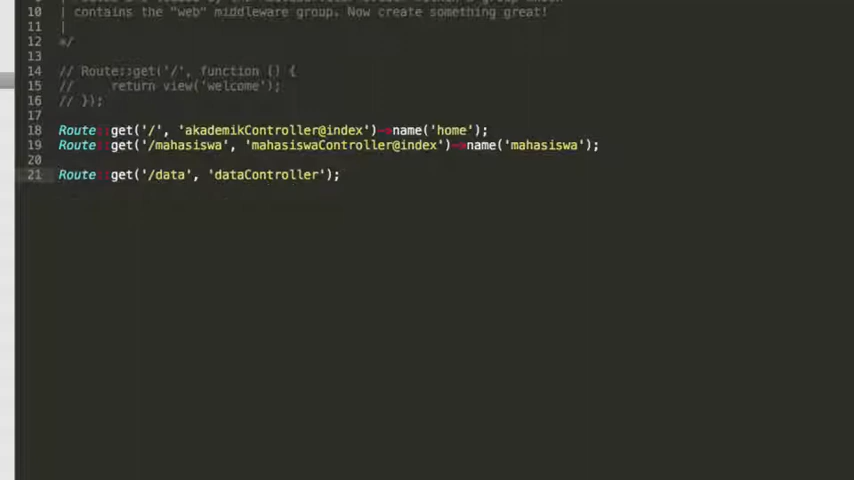 10 | contains the "web" middleware group. Now create something great!
11 |
12 */
13
14 // Route::get('/', function () {
15 //     return view('welcome');
16 // });
17
18 Route::get('/', 'akademikController@index')->name('home');
19 Route::get('/mahasiswa', 'mahasiswaController@index')->name('mahasiswa');
20
21 Route::get('/data', 'dataController');